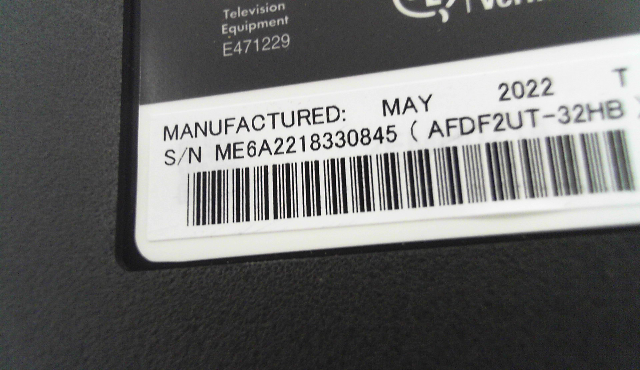 Television
Equipment
E471229
MANUFACTURED: MAY 2022 T
S/N ME6A2218330845 ( AFDF2UT-32HB